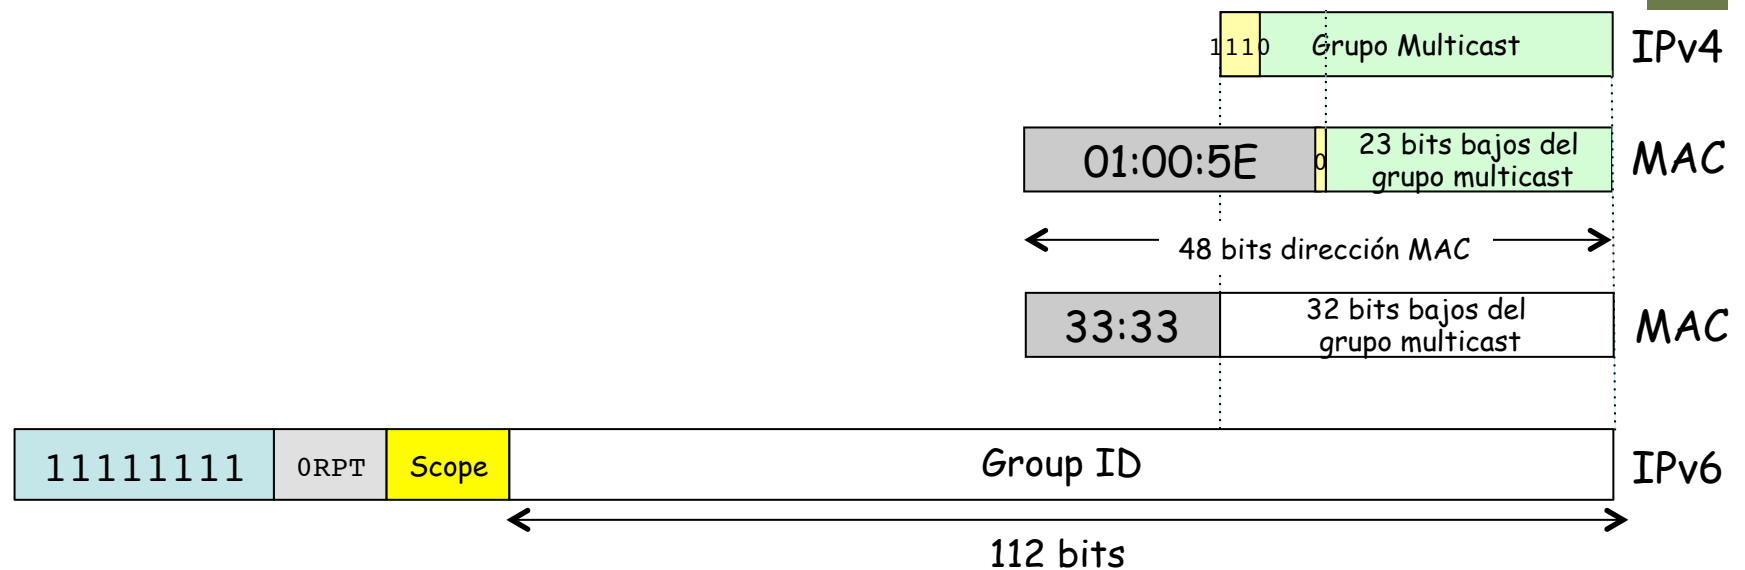 1110 Grupo Multicast IPv4
01:00:5E 0 23 bits bajos del
grupo multicast MAC
48 bits dirección MAC
33:33 32 bits bajos del
grupo multicast MAC
11111111 0RPT Scope Group ID IPv6
112 bits